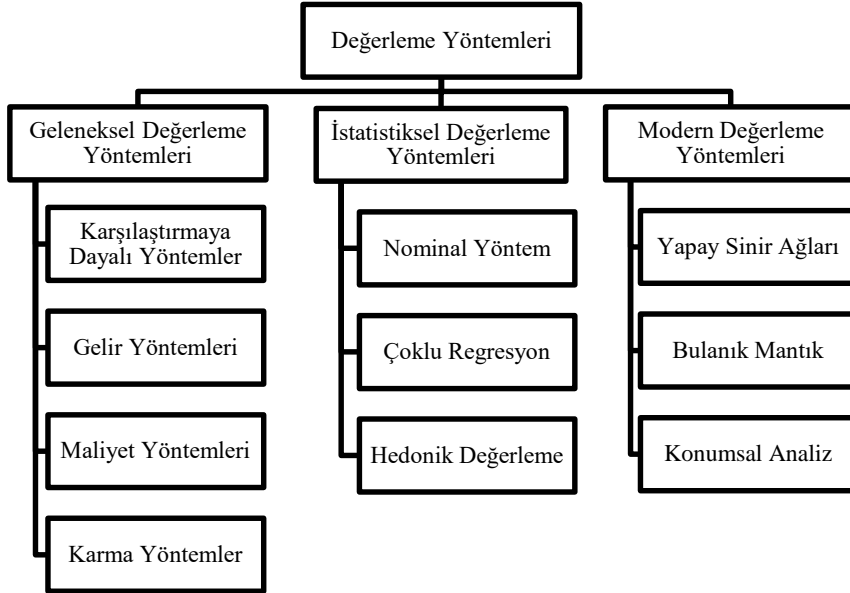 Değerleme Yöntemleri
Geleneksel Değerleme
Yöntemleri
Karşılaştırmaya
Dayalı Yöntemler
Gelir Yöntemleri
Maliyet Yöntemleri
Karma Yöntemler
İstatistiksel Değerleme
Yöntemleri
Nominal Yöntem
Çoklu Regresyon
Hedonik Değerleme
Modern Değerleme
Yöntemleri
Yapay Sinir Ağları
Bulanık Mantık
Konumsal Analiz